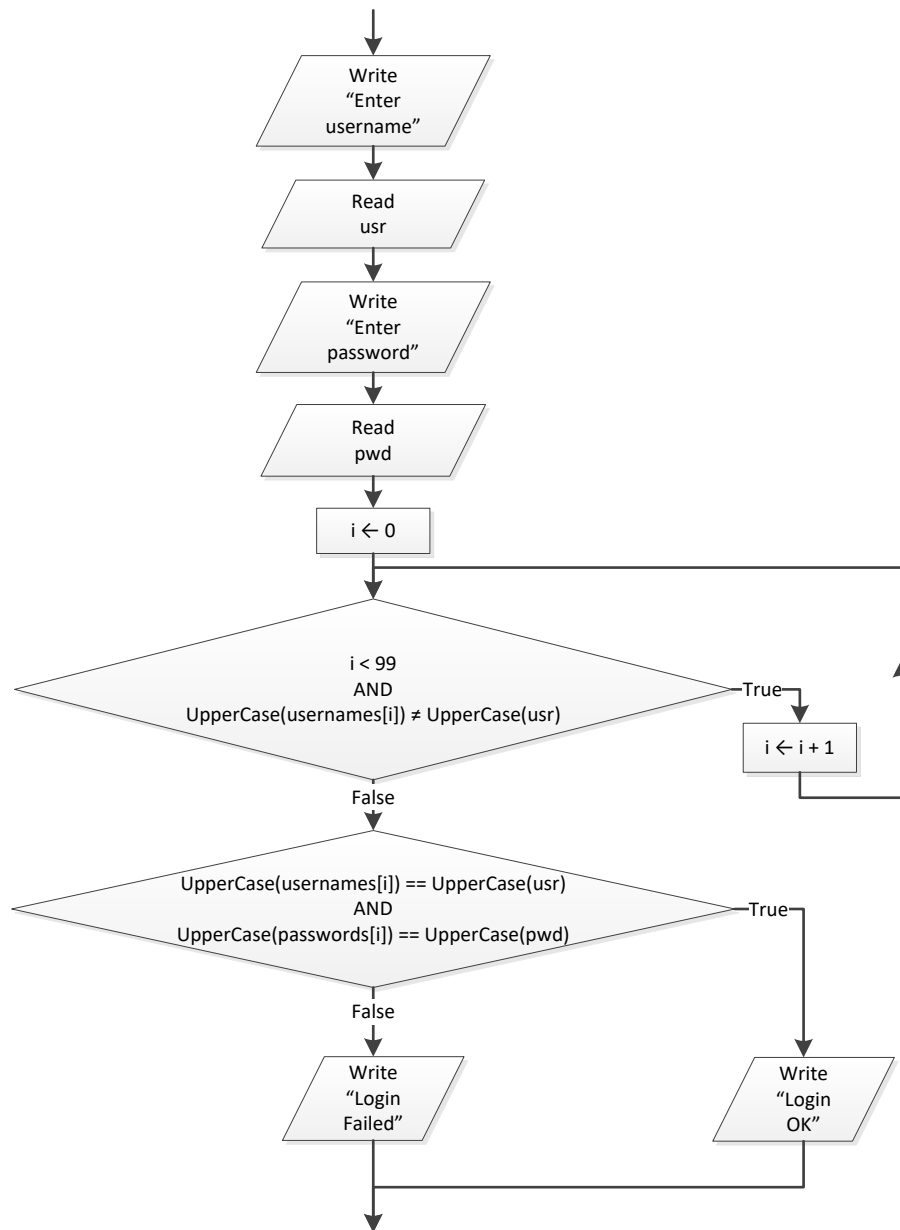 Write
“Enter
username”
Read
usr
Write
“Enter
password”
Read
pwd
i ← 0
i < 99
AND
UpperCase(usernames[i]) ≠ UpperCase(usr)
True
i ← i + 1
False
UpperCase(usernames[i]) == UpperCase(usr)
AND
UpperCase(passwords[i]) == UpperCase(pwd)
True
False
Write
“Login
Failed”
Write
“Login
OK”